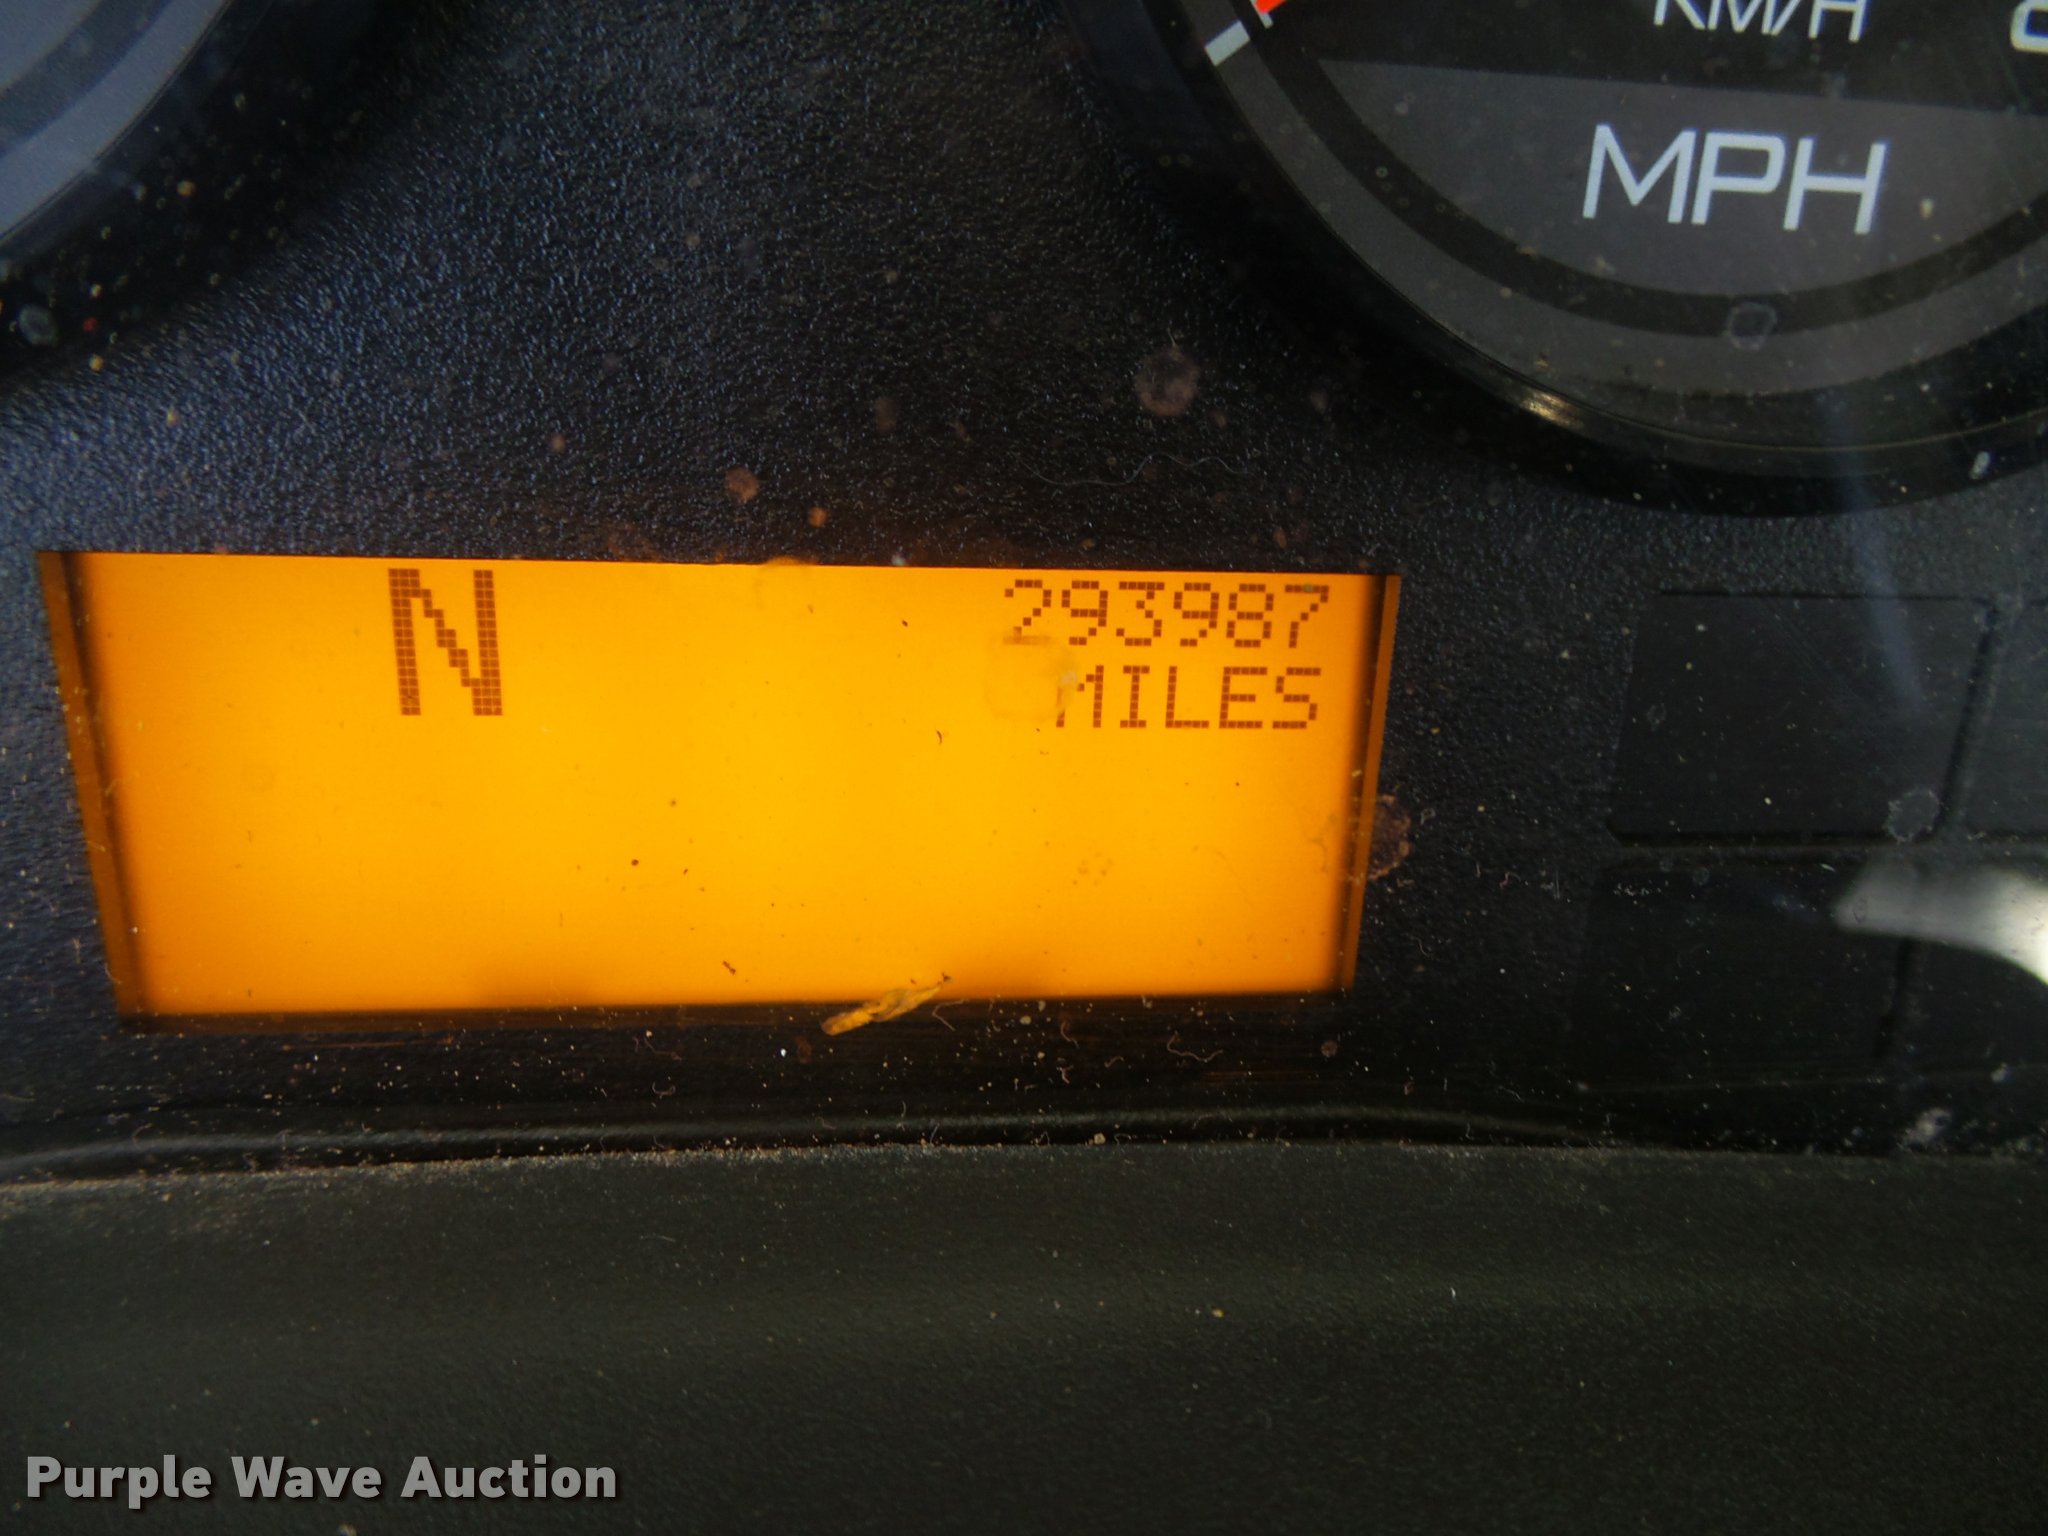 KM/H
MPH
N
293987
MILES
Purple Wave Auction